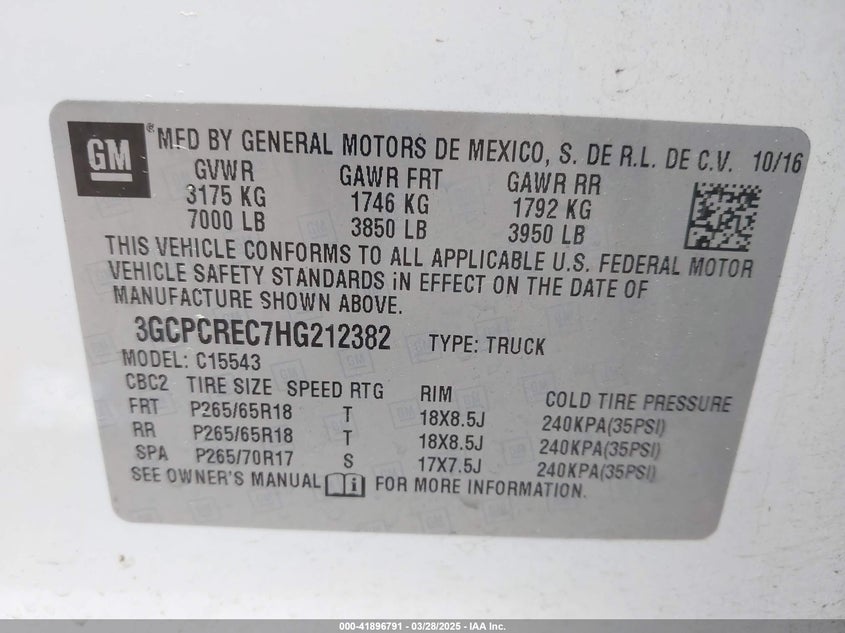 GM
® MFD BY GENERAL MOTORS DE MEXICO, S. DE R.L. DE C.V. 10/16
GVWR GAWR FRT GAWR RR
3175 KG 1746 KG 1792 KG
7000 LB 3850 LB 3950 LB
THIS VEHICLE CONFORMS TO ALL APPLICABLE U.S. FEDERAL MOTOR
VEHICLE SAFETY STANDARDS iN EFFECT ON THE DATE OF
MANUFACTURE SHOWN ABOVE.
3GCPCREC7HG212382 TYPE: TRUCK
MODEL: C15543
CBC2 TIRE SIZE SPEED RTG RIM COLD TIRE PRESSURE
FRT P265/65R18 T 18X8.5J 240KPA(35PSI)
RR P265/65R18 T 18X8.5J 240KPA(35PSI)
SPA P265/70R17 S 17X7.5J 240KPA(35PSI)
SEE OWNER'S MANUAL i FOR MORE INFORMATION.
000-41896791 — 03/28/2025 — IAA Inc.